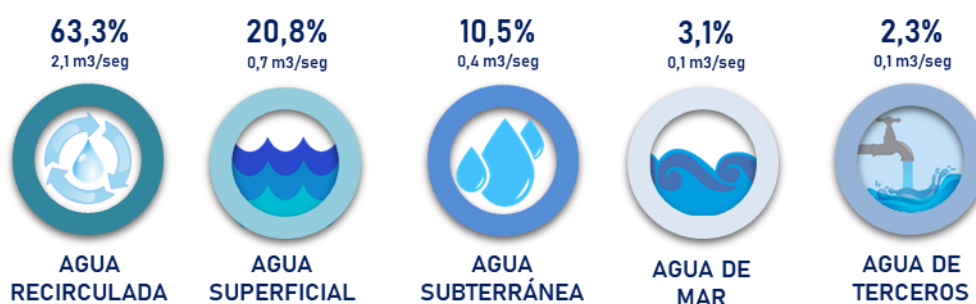 63,3%
2,1 m3/seg
AGUA
RECIRCULADA
20,8%
0,7 m3/seg
AGUA
SUPERFICIAL
10,5%
0,4 m3/seg
AGUA
SUBTERRÁNEA
3,1%
0,1 m3/seg
AGUA DE
MAR
2,3%
0,1 m3/seg
AGUA DE
TERCEROS